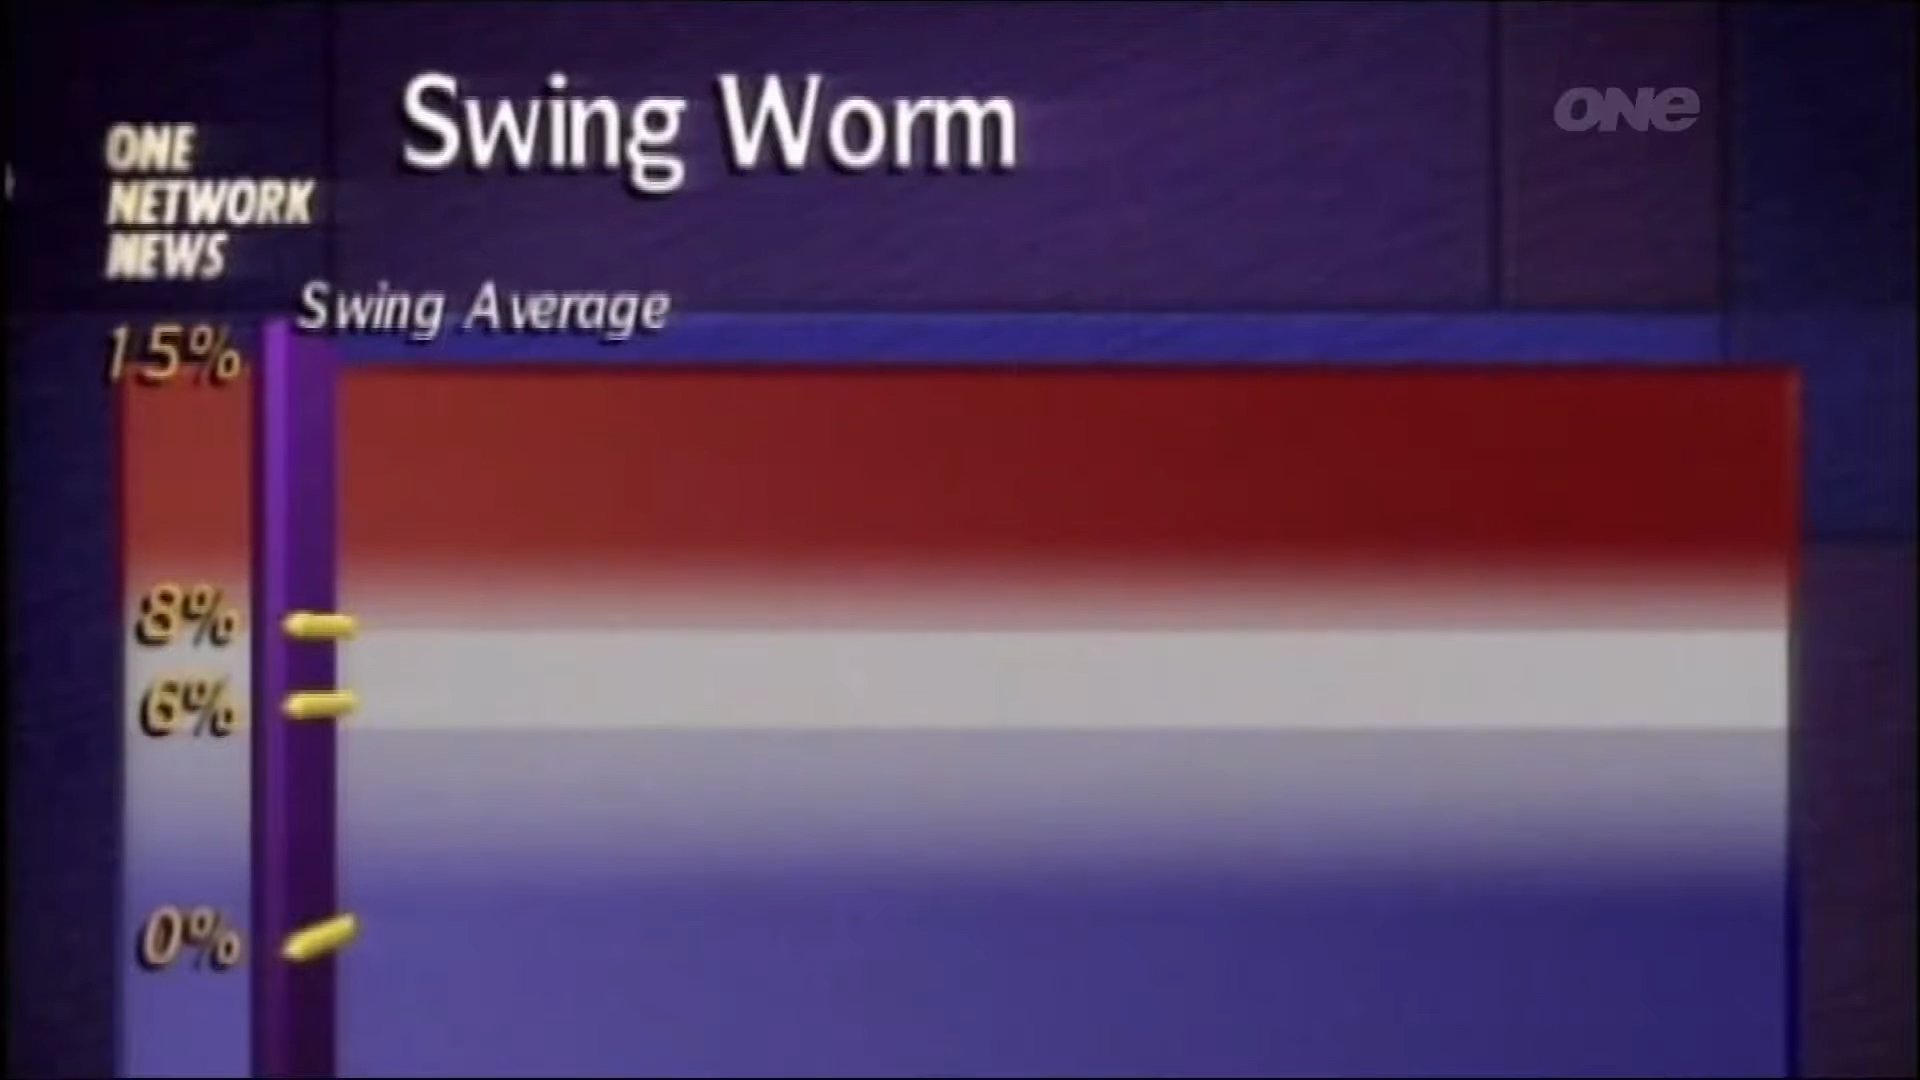 Swing Worm
ONE
ONE
NETWORK
NEWS
Swing Average
15%
8%
6%
0%